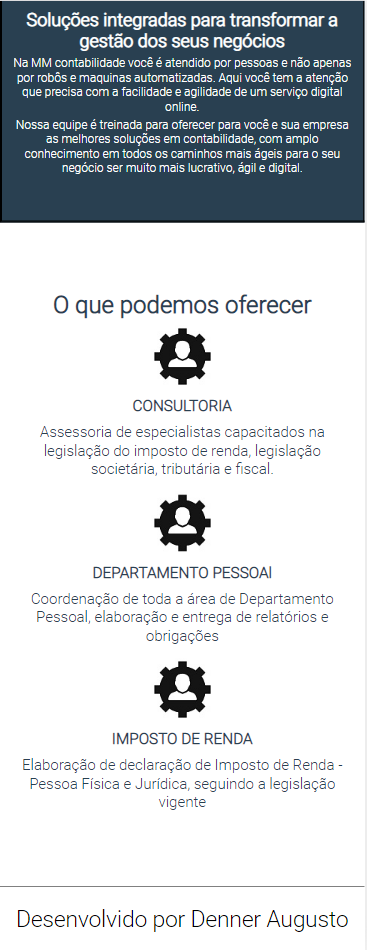 Soluções integradas para transformar a
gestão dos seus negócios
Na MM contabilidade você é atendido por pessoas e não apenas
por robôs e maquinas automatizadas. Aqui você tem a atenção
que precisa com a facilidade e agilidade de um serviço digital
online.
Nossa equipe é treinada para oferecer para você e sua empresa
as melhores soluções em contabilidade, com amplo
conhecimento em todos os caminhos mais ágeis para o seu
negócio ser muito mais lucrativo, ágil e digital.
O que podemos oferecer
CONSULTORIA
Assessoria de especialistas capacitados na
legislação do imposto de renda, legislação
societária, tributária e fiscal.
DEPARTAMENTO PESSOAl
Coordenação de toda a área de Departamento
Pessoal, elaboração e entrega de relatórios e
obrigações
IMPOSTO DE RENDA
Elaboração de declaração de Imposto de Renda -
Pessoa Física e Jurídica, seguindo a legislação
vigente
Desenvolvido por Denner Augusto